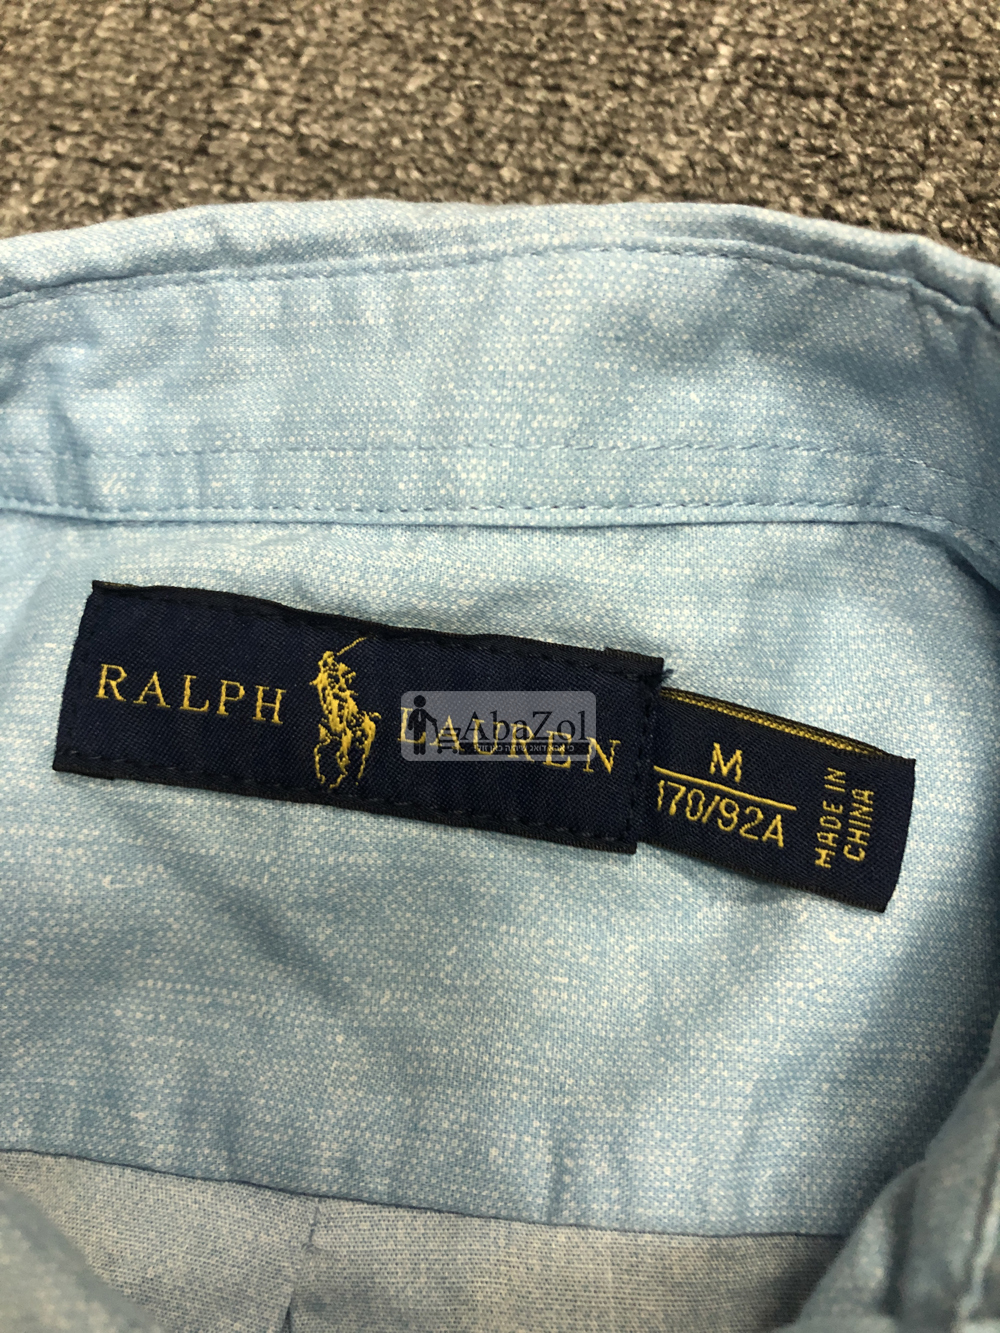 RALPH LAUREN
M
170/92A
MADE IN
CHINA
AbaZol